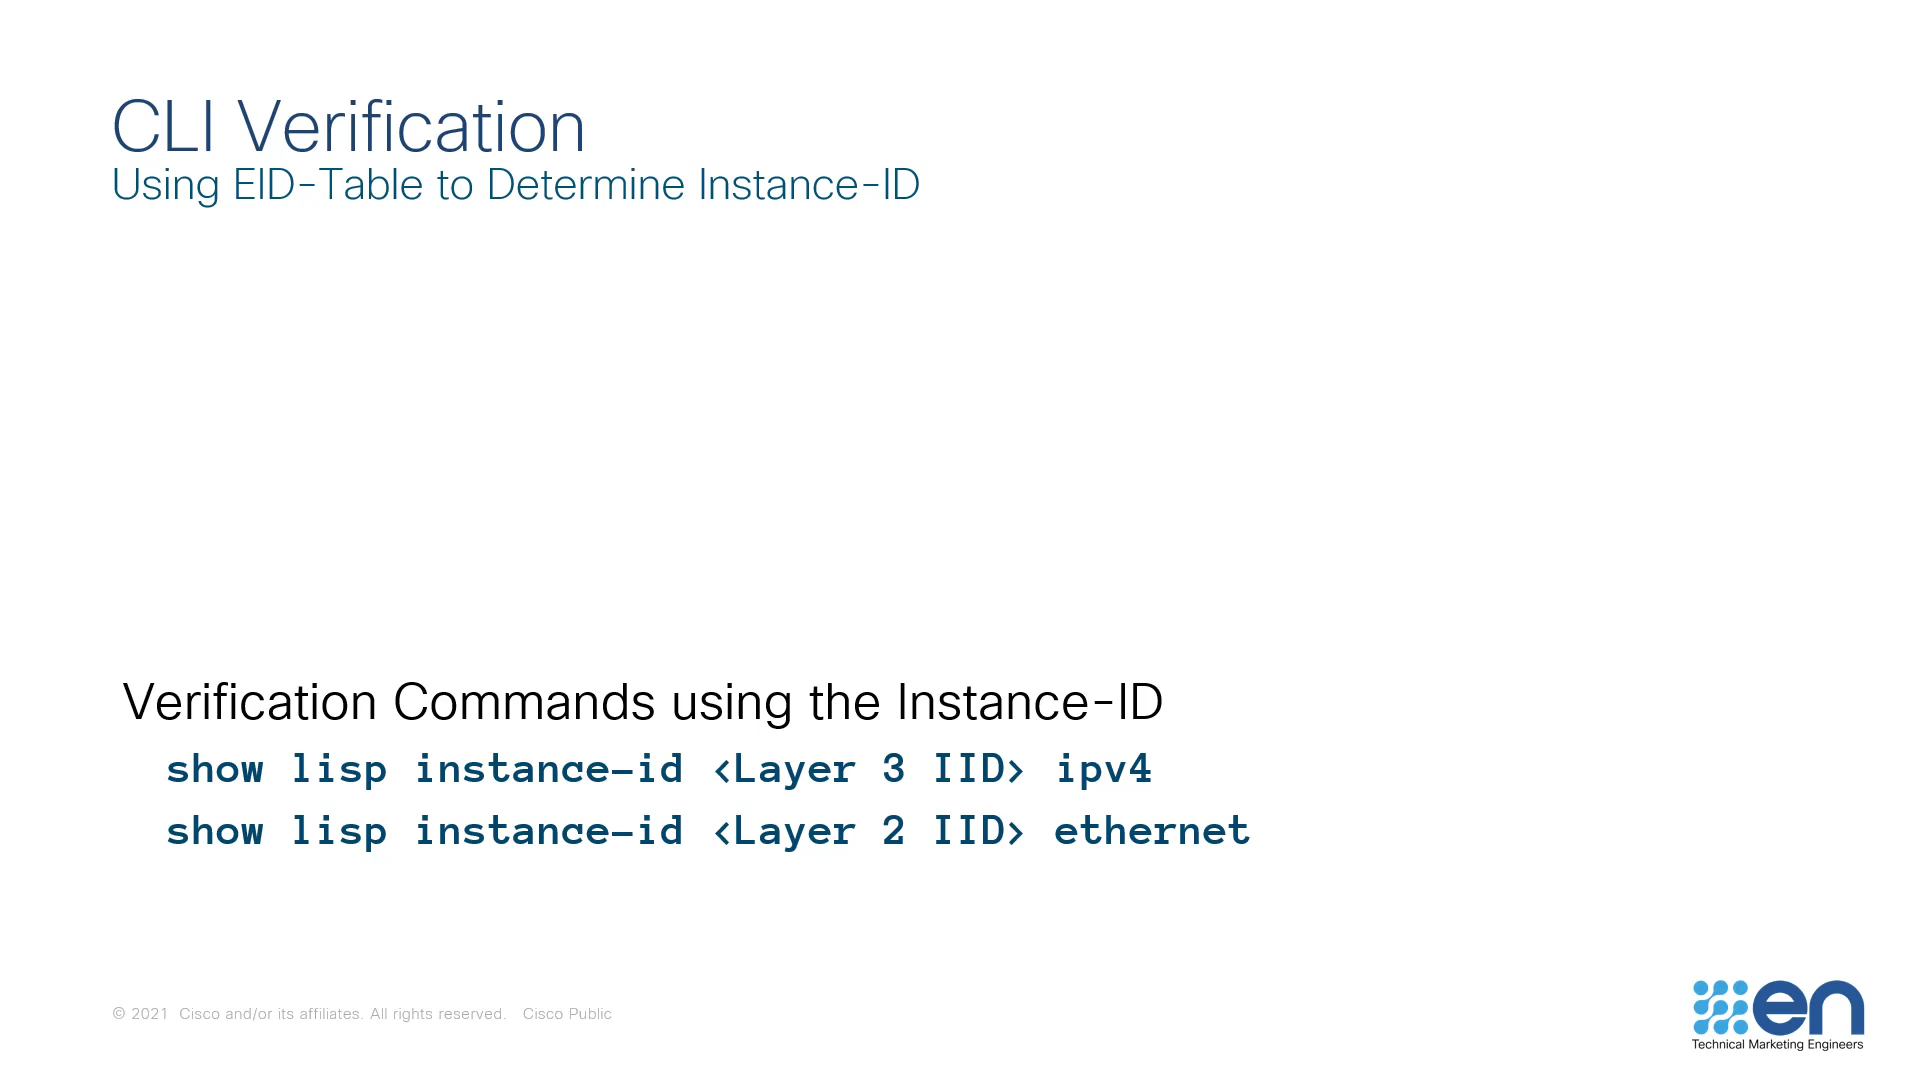 CLI Verification
Using EID-Table to Determine Instance-ID
Verification Commands using the Instance-ID
show lisp instance-id <Layer 3 IID> ipv4
show lisp instance-id <Layer 2 IID> ethernet
© 2021 Cisco and/or its affiliates. All rights reserved. Cisco Public
en
Technical Marketing Engineers